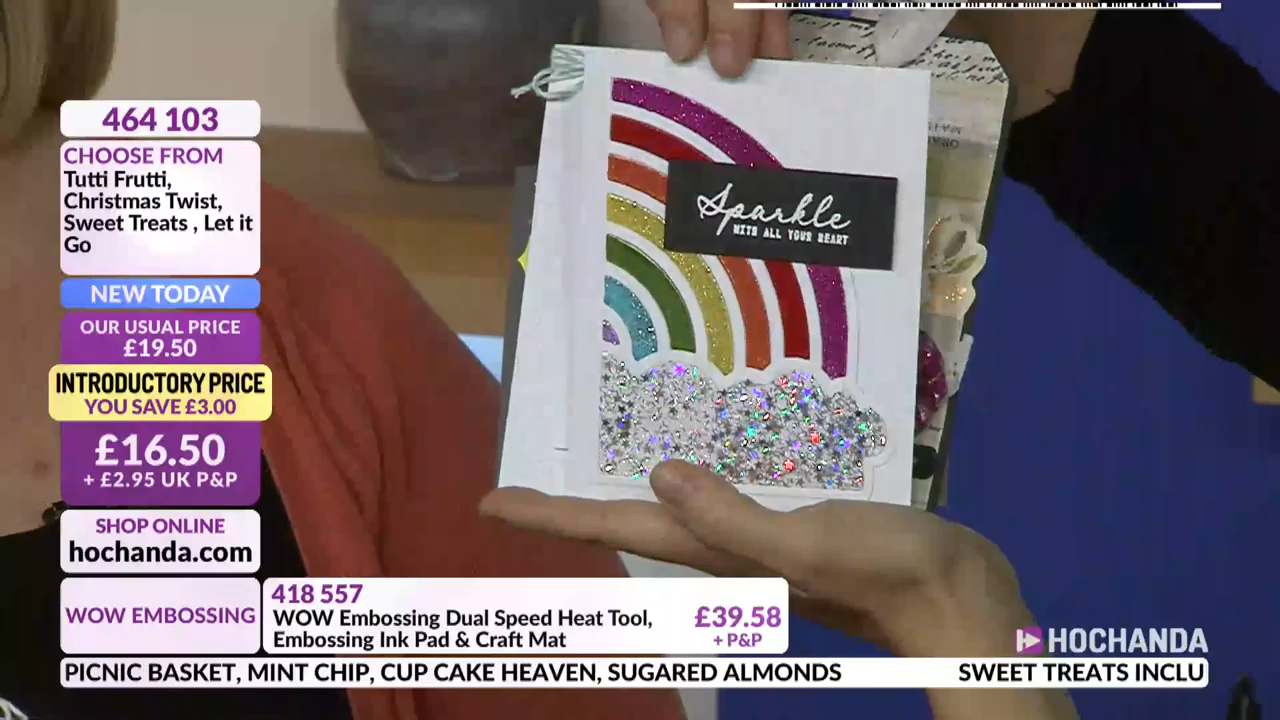 464 103
CHOOSE FROM
Tutti Frutti,
Christmas Twist,
Sweet Treats , Let it
Go
NEW TODAY
OUR USUAL PRICE
£19.50
INTRODUCTORY PRICE
YOU SAVE £3.00
£16.50
+ £2.95 UK P&P
SHOP ONLINE
hochanda.com
Sparkle
WITH ALL YOUR HEART
WOW EMBOSSING
418 557
WOW Embossing Dual Speed Heat Tool,
Embossing Ink Pad & Craft Mat
£39.58
+ P&P
HOCHANDA
PICNIC BASKET, MINT CHIP, CUP CAKE HEAVEN, SUGARED ALMONDS
SWEET TREATS INCLU